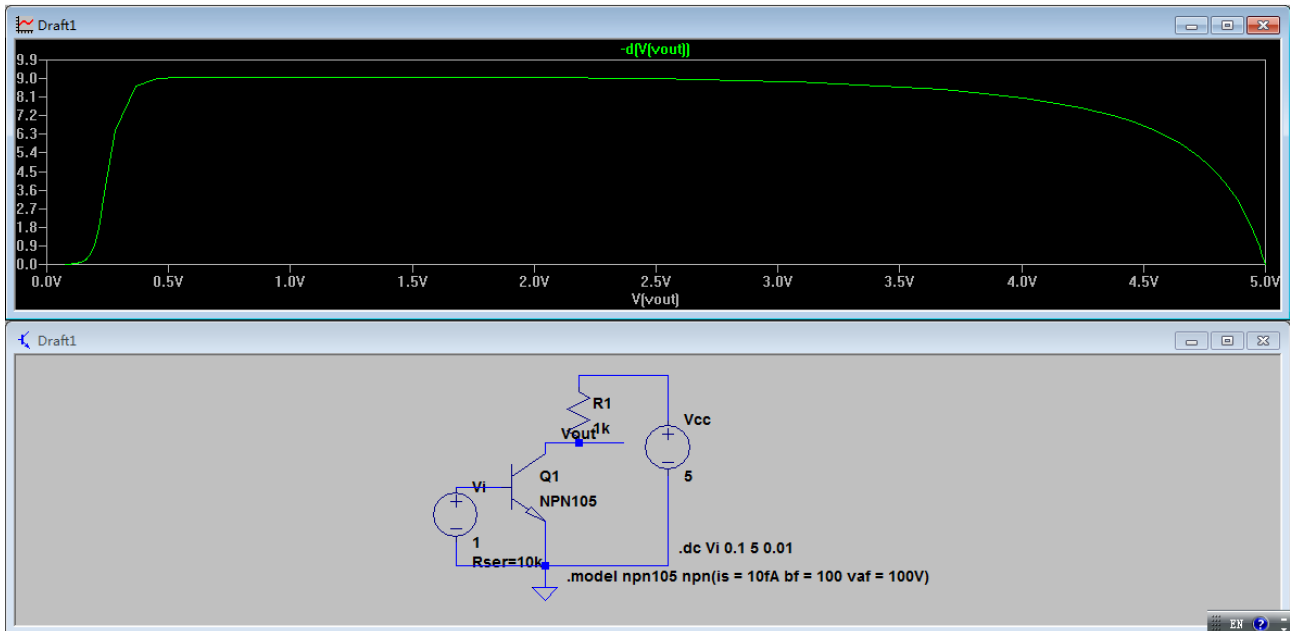 Draft1
-d(V(vout))
9.9
9.0
8.1
7.2
6.3
5.4
4.5
3.6
2.7
1.8
0.9
0.0
0.0V 0.5V 1.0V 1.5V 2.0V 2.5V 3.0V 3.5V 4.0V 4.5V 5.0V
V(vout)
Draft1
R1
1k
Vout
Vcc
5
Q1
NPN105
Vi
1
Rser=10k
.dc Vi 0.1 5 0.01
.model npn105 npn(is = 10fA bf = 100 vaf = 100V)
EN